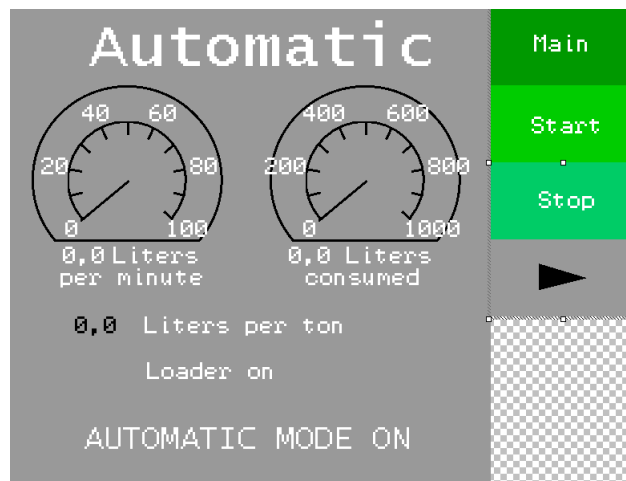 Automatic
Main
Start
Stop
40 60
20 80
0 100
400 600
200 800
0 1000
0,0 Liters
per minute
0,0 Liters
consumed
0,0 Liters per ton
Loader on
AUTOMATIC MODE ON